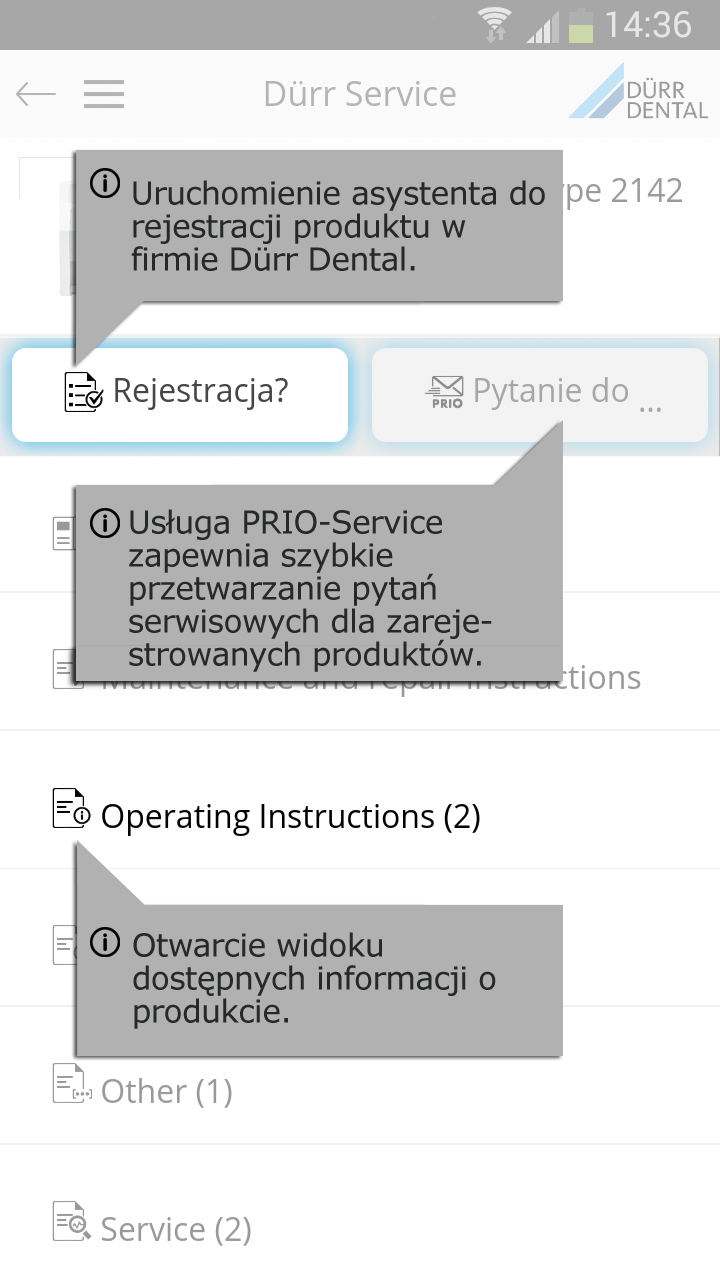 14:36
Dürr Service
DÜRR
DENTAL
2142
Uruchomienie asystenta do
rejestracji produktu w
firmie Dürr Dental.
Rejestracja?
PRIO
Pytanie do ...
Usługa PRIO-Service
zapewnia szybkie
przetwarzanie pytań
serwisowych dla zareje-
strowanych produktów.
Maintenance and repair instructions
Operating Instructions (2)
Otwarcie widoku
dostępnych informacji o
produkcie.
Other (1)
Service (2)